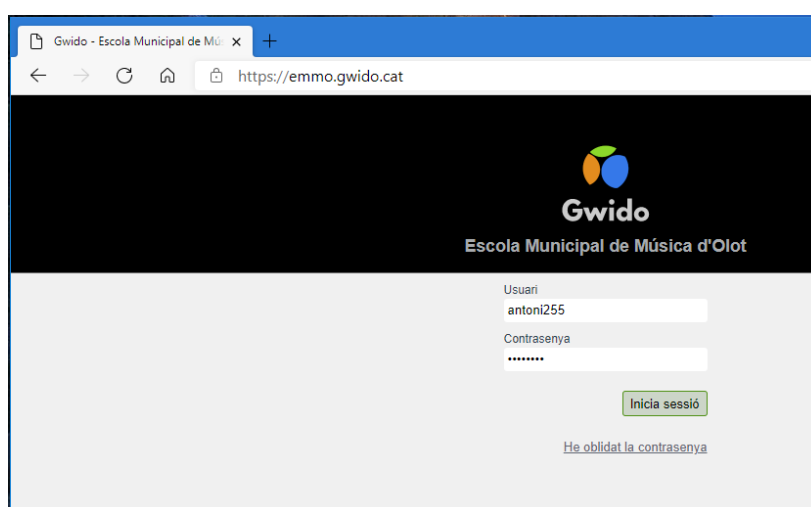 Gwido - Escola Municipal de Mú
https://emmo.gwido.cat
Gwido
Escola Municipal de Música d'Olot
Usuari
antoni255
Contrasenya
••••••••
Inicia sessió
He oblidat la contrasenya